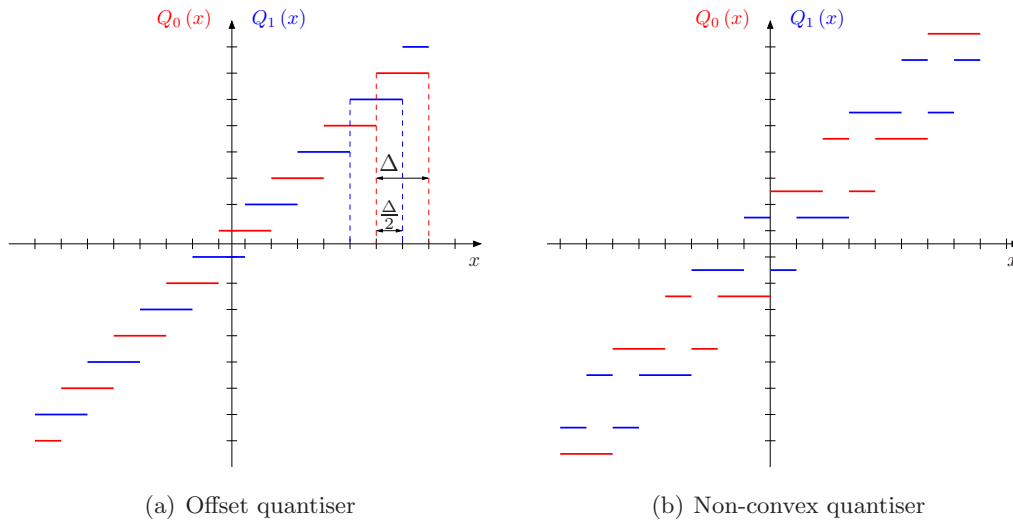 Q₀ (x) Q₁ (x)
Δ
Δ/2
x
(a) Offset quantiser
Q₀ (x) Q₁ (x)
x
(b) Non-convex quantiser